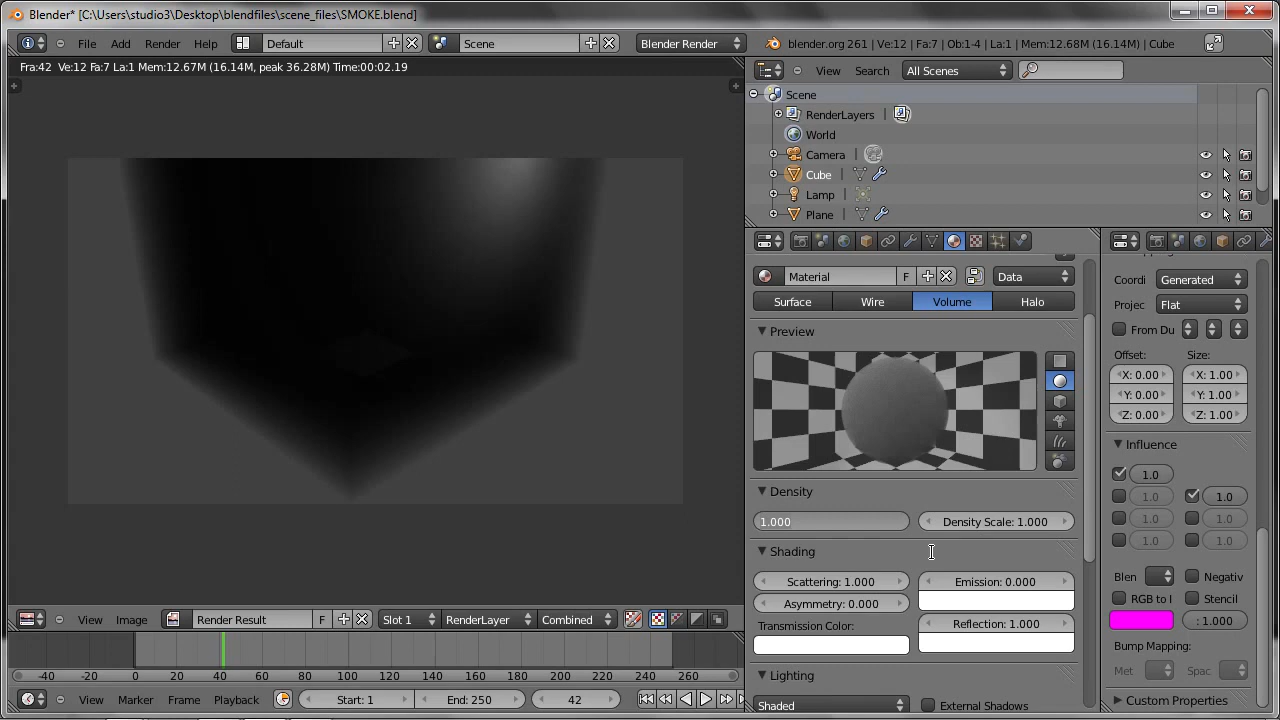 Blender* [C:\Users\studio3\Desktop\blendfiles\scene_files\SMOKE.blend]
File Add Render Help Default Scene Blender Render blender.org 261 | Ve:12 | Fa:7 | Ob:1-4 | La:1 | Mem:12.68M (16.14M) | Cube
Fra:42 Ve:12 Fa:7 La:1 Mem:12.67M (16.14M, peak 36.28M) Time:00:02.19
View Search All Scenes
Scene
RenderLayers
World
Camera
Cube
Lamp
Plane
Material F Data
Surface Wire Volume Halo
Preview
Density
1.000 Density Scale: 1.000
Shading
Scattering: 1.000 Emission: 0.000
Asymmetry: 0.000
Transmission Color: Reflection: 1.000
Lighting
Shaded External Shadows
Coordi Generated
Projec Flat
From Du
Offset: Size:
X: 0.00 X: 1.00
Y: 0.00 Y: 1.00
Z: 0.00 Z: 1.00
Influence
1.0
1.0 1.0
1.0 1.0
1.0 1.0
Blen Negativ
RGB to I Stencil
: 1.000
Bump Mapping:
Met Spac
Custom Properties
View Image Render Result F Slot 1 RenderLayer Combined
-40 -20 0 20 40 60 80 100 120 140 160 180 200 220 240 260
View Marker Frame Playback Start: 1 End: 250 42